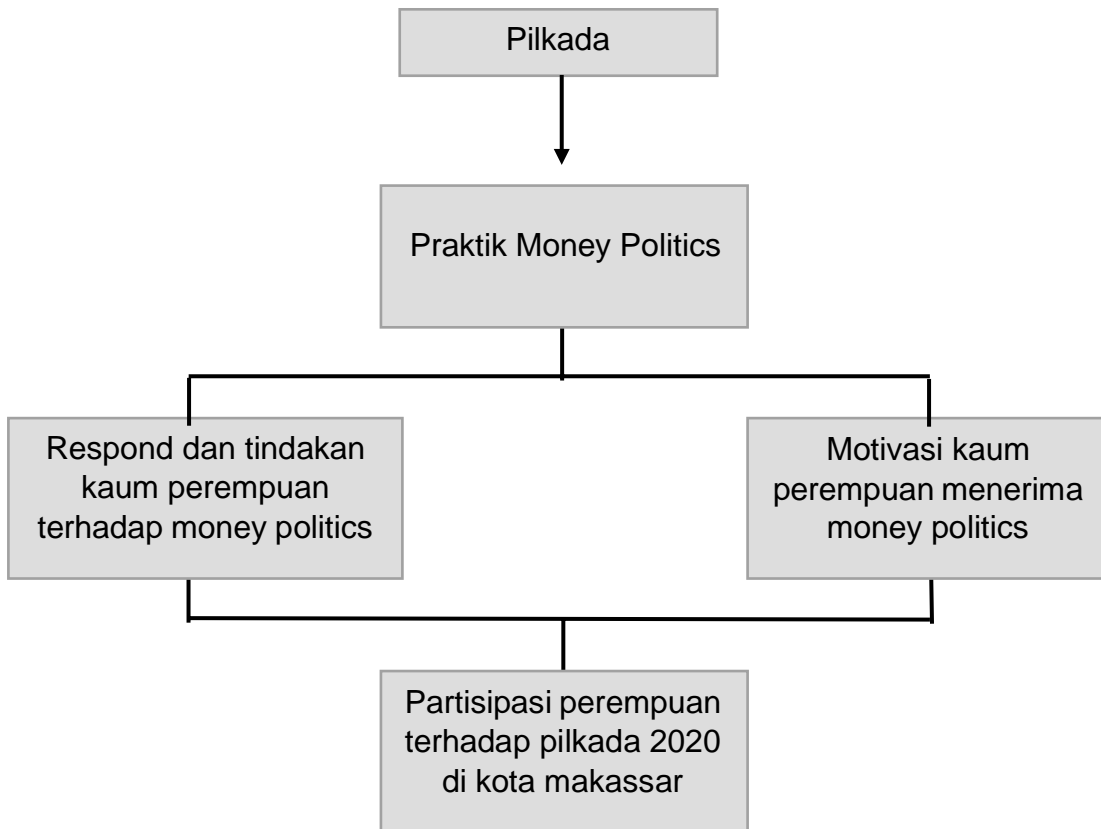 Pilkada
Praktik Money Politics
Respond dan tindakan
kaum perempuan
terhadap money politics
Motivasi kaum
perempuan menerima
money politics
Partisipasi perempuan
terhadap pilkada 2020
di kota makassar